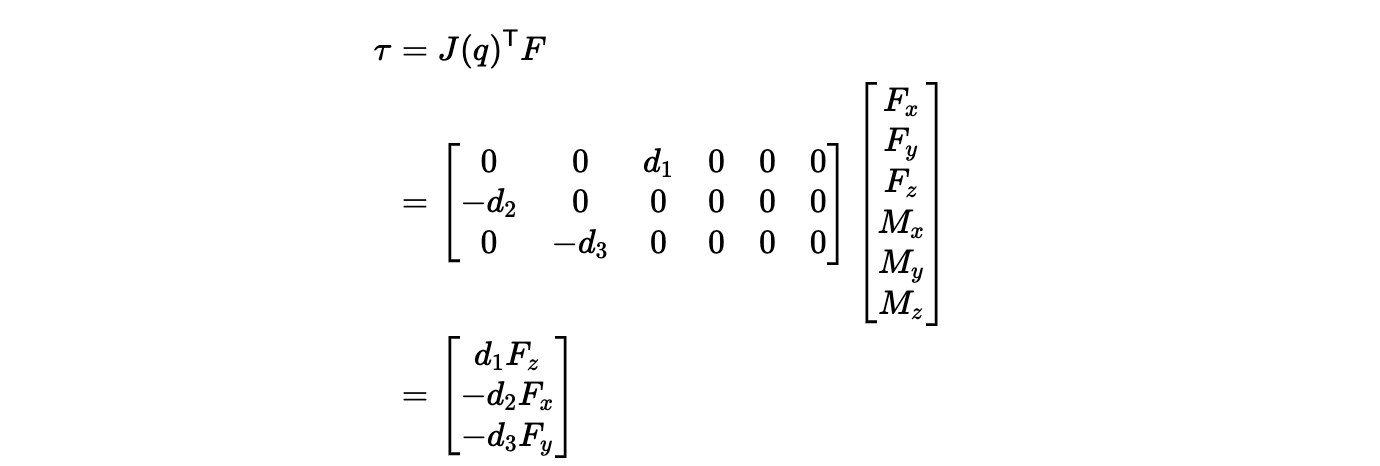 τ = J(q)ᵀF
= [ 0 0 d₁ 0 0 0 ; −d₂ 0 0 0 0 0 ; 0 −d₃ 0 0 0 0 ] [ Fₓ ; F_y ; F_z ; Mₓ ; M_y ; M_z ]
= [ d₁F_z ; −d₂Fₓ ; −d₃F_y ]